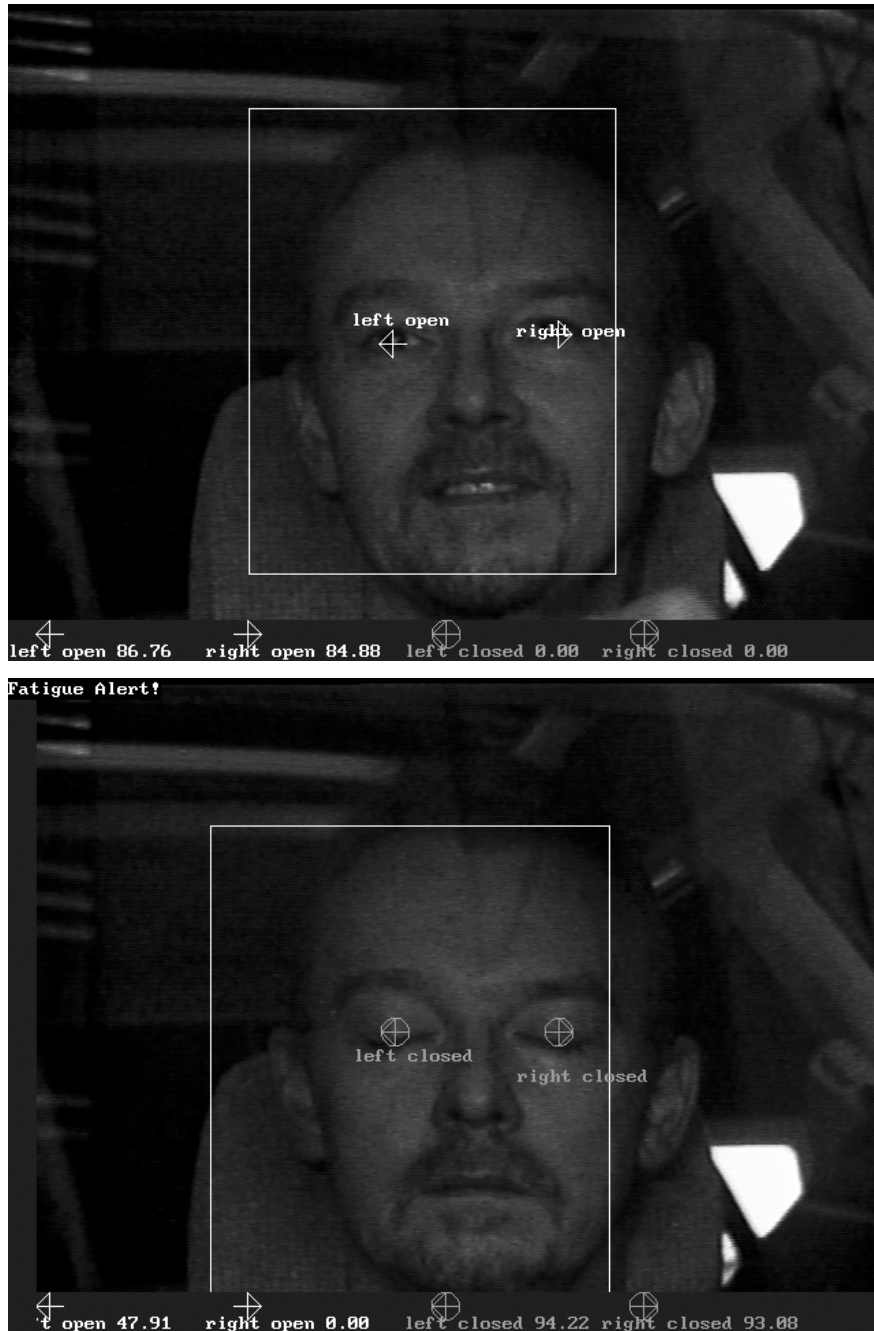 left open
right open
left open 86.76 right open 84.88 left closed 0.00 right closed 0.00
Fatigue Alert!
left closed
right closed
't open 47.91 right open 0.00 left closed 94.22 right closed 93.08